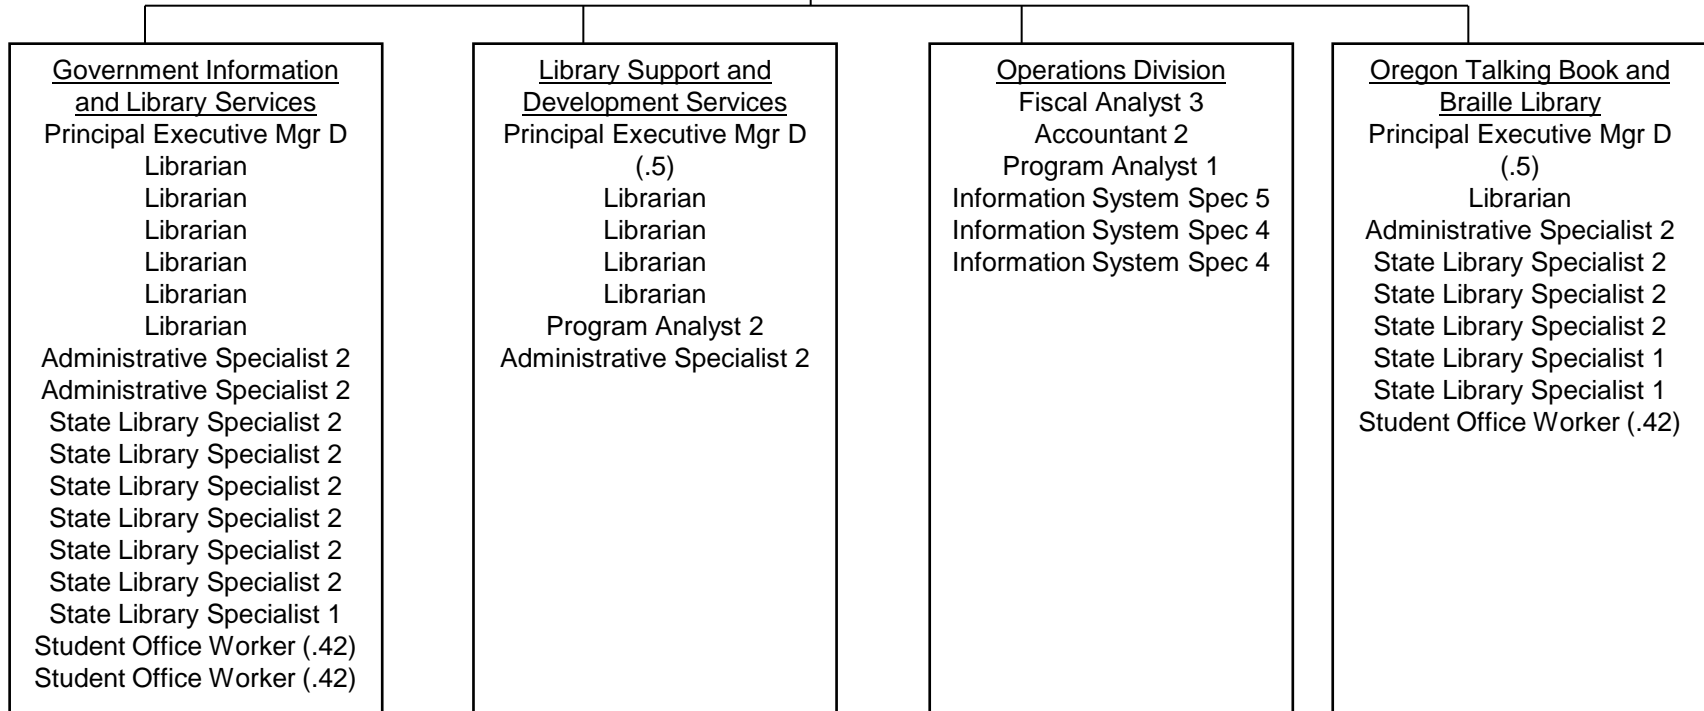 Government Information
and Library Services
Principal Executive Mgr D
Librarian
Librarian
Librarian
Librarian
Librarian
Librarian
Administrative Specialist 2
Administrative Specialist 2
State Library Specialist 2
State Library Specialist 2
State Library Specialist 2
State Library Specialist 2
State Library Specialist 2
State Library Specialist 2
State Library Specialist 1
Student Office Worker (.42)
Student Office Worker (.42)
Library Support and
Development Services
Principal Executive Mgr D
(.5)
Librarian
Librarian
Librarian
Librarian
Program Analyst 2
Administrative Specialist 2
Operations Division
Fiscal Analyst 3
Accountant 2
Program Analyst 1
Information System Spec 5
Information System Spec 4
Information System Spec 4
Oregon Talking Book and
Braille Library
Principal Executive Mgr D
(.5)
Librarian
Administrative Specialist 2
State Library Specialist 2
State Library Specialist 2
State Library Specialist 2
State Library Specialist 1
State Library Specialist 1
Student Office Worker (.42)